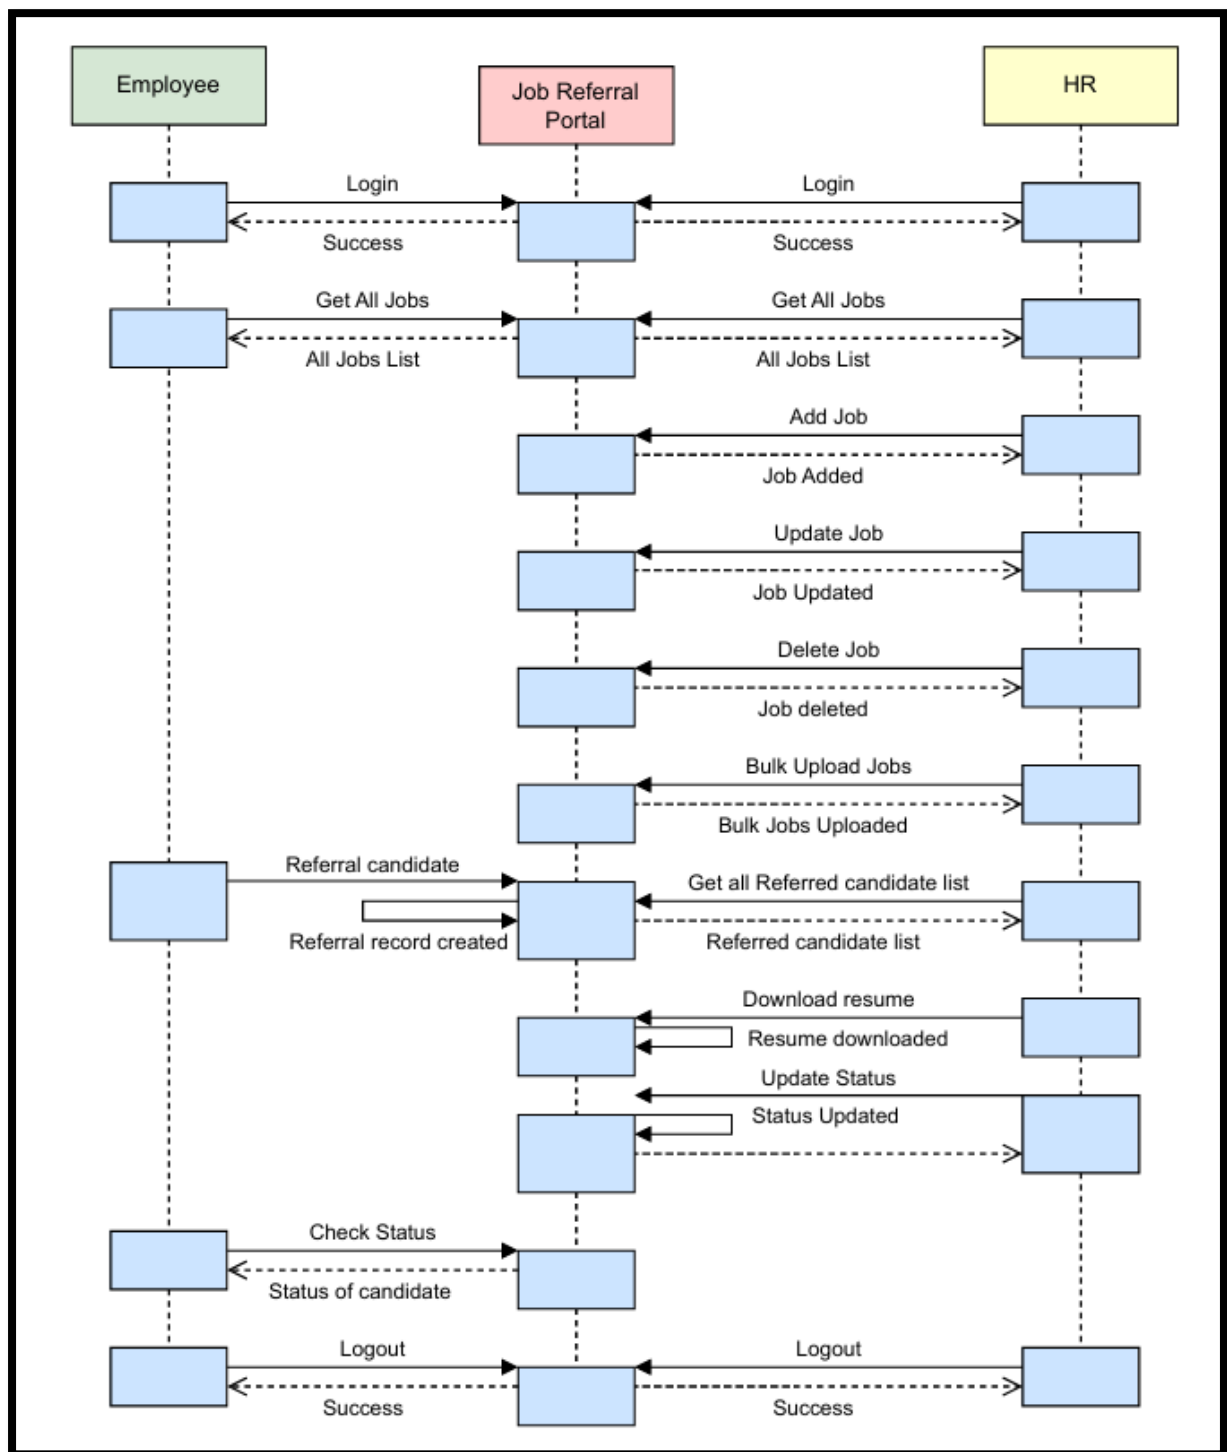 Employee
Job Referral
Portal
HR
Login
Login
Success
Success
Get All Jobs
Get All Jobs
All Jobs List
All Jobs List
Add Job
Job Added
Update Job
Job Updated
Delete Job
Job deleted
Bulk Upload Jobs
Bulk Jobs Uploaded
Referral candidate
Get all Referred candidate list
Referral record created
Referred candidate list
Download resume
Resume downloaded
Update Status
Status Updated
Check Status
Status of candidate
Logout
Logout
Success
Success